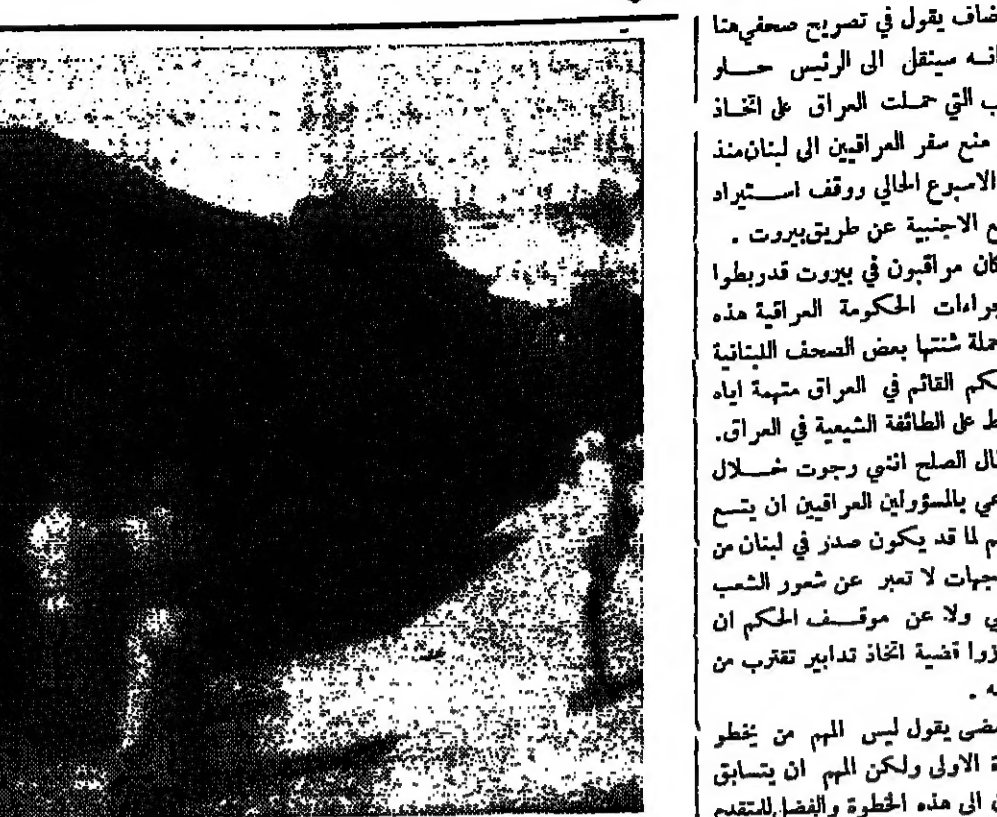 ضاف يقول في تصريح صحفي هنا
انه سينقل الى الرئيس حلو
ب التي حملت العراق على اتخاذ
منع سفر العراقيين الى لبنان منذ
الاسبوع الحالي ووقف استيراد
ع الاجنبية عن طريق بيروت .
كان مراقبون في بيروت قد ربطوا
جراءات الحكومة العراقية هذه
حملة شنتها بعض الصحف اللبنانية
حكم القائم في العراق متهمة اياه
ط على الطائفة الشيعية في العراق.
قال الصلح انني رجوت خلال
عي بالمسؤولين العراقيين ان يتسع
م لما قد يكون صدر في لبنان من
جهات لا تعبر عن شعور الشعب
ي ولا عن موقف الحكم ان
زوا قضية اتخاذ تدابير تقترب من
ه .
مضى يقول ليس المهم من يخطو
ة الاولى ولكن المهم ان يتسابق
ن الى هذه الخطوة والفضل للمتقدم